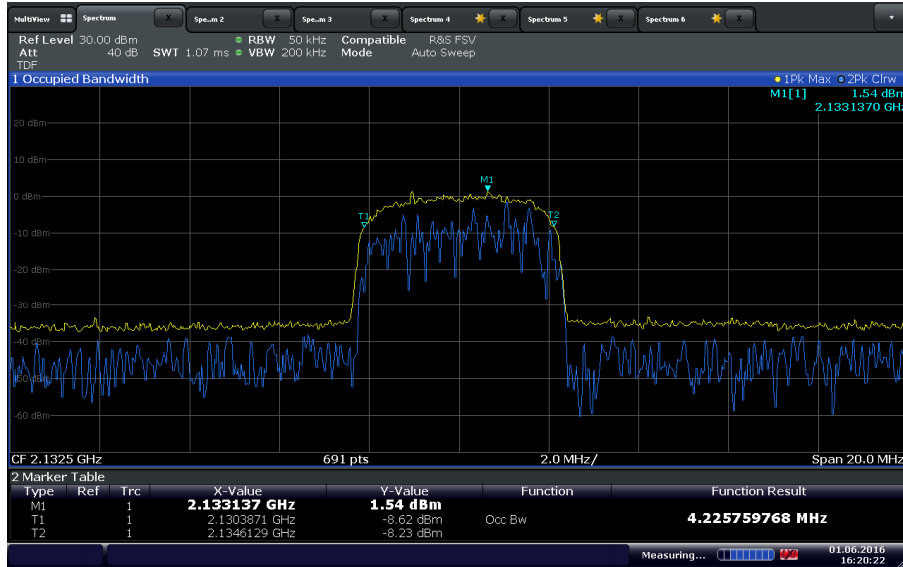 MultiView Spectrum X Spe...m 2 X Spe...m 3 X Spectrum 4 X Spectrum 5 X Spectrum 6 X
Ref Level 30.00 dBm RBW 50 kHz Compatible R&S FSV
Att 40 dB SWT 1.07 ms VBW 200 kHz Mode Auto Sweep
TDF
1 Occupied Bandwidth 1Pk Max 2Pk Clrw
M1[1] 1.54 dBm
2.1331370 GHz
20 dBm
10 dBm
M1
0 dBm
T1 T2
-10 dBm
-20 dBm
-30 dBm
-40 dBm
-50 dBm
-60 dBm
CF 2.1325 GHz 691 pts 2.0 MHz/ Span 20.0 MHz
2 Marker Table
Type Ref Trc X-Value Y-Value Function Function Result
M1 1 2.133137 GHz 1.54 dBm
T1 1 2.1303871 GHz -8.62 dBm Occ Bw 4.225759768 MHz
T2 1 2.1346129 GHz -8.23 dBm
Measuring... 01.06.2016
16:20:22